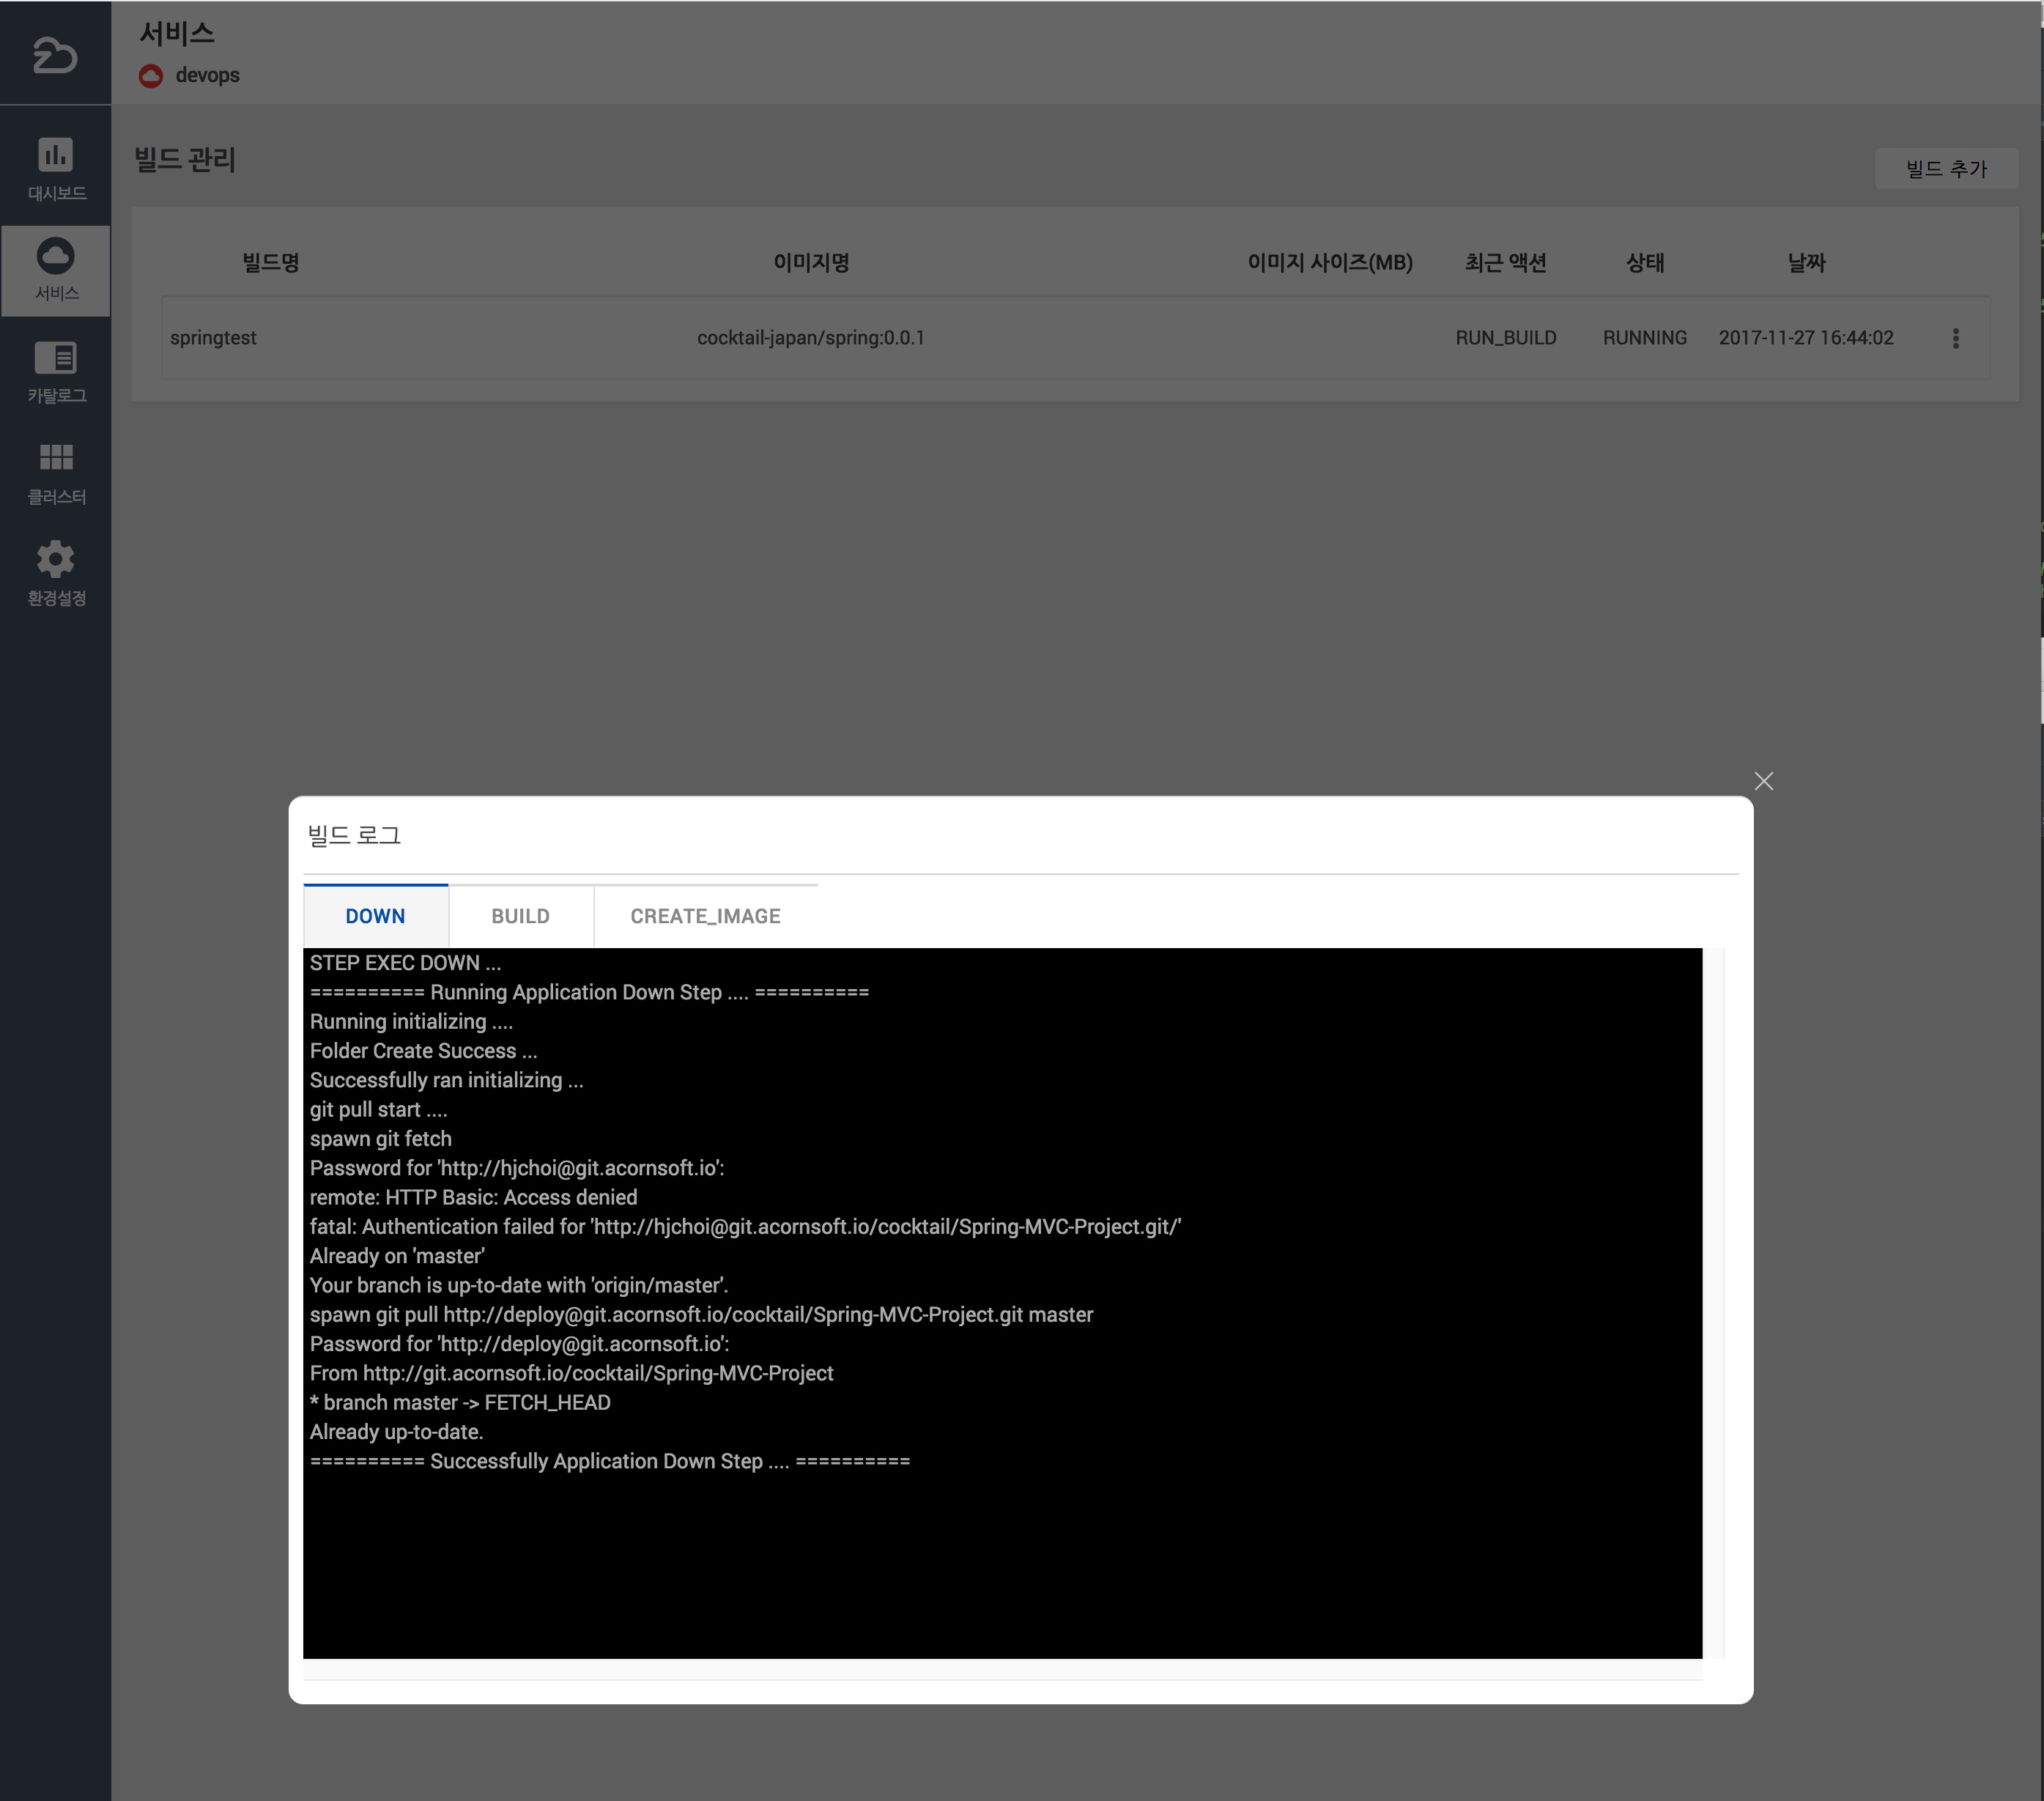 서비스
devops
대시보드
서비스
카탈로그
클러스터
환경설정
빌드 관리
빌드 추가
빌드명 이미지명 이미지 사이즈(MB) 최근 액션 상태 날짜
springtest cocktail-japan/spring:0.0.1 RUN_BUILD RUNNING 2017-11-27 16:44:02
빌드 로그
DOWN BUILD CREATE_IMAGE
STEP EXEC DOWN ...
========== Running Application Down Step .... ==========
Running initializing ....
Folder Create Success ...
Successfully ran initializing ...
git pull start ....
spawn git fetch
Password for 'http://hjchoi@git.acornsoft.io':
remote: HTTP Basic: Access denied
fatal: Authentication failed for 'http://hjchoi@git.acornsoft.io/cocktail/Spring-MVC-Project.git/'
Already on 'master'
Your branch is up-to-date with 'origin/master'.
spawn git pull http://deploy@git.acornsoft.io/cocktail/Spring-MVC-Project.git master
Password for 'http://deploy@git.acornsoft.io':
From http://git.acornsoft.io/cocktail/Spring-MVC-Project
* branch master -> FETCH_HEAD
Already up-to-date.
========== Successfully Application Down Step .... ==========